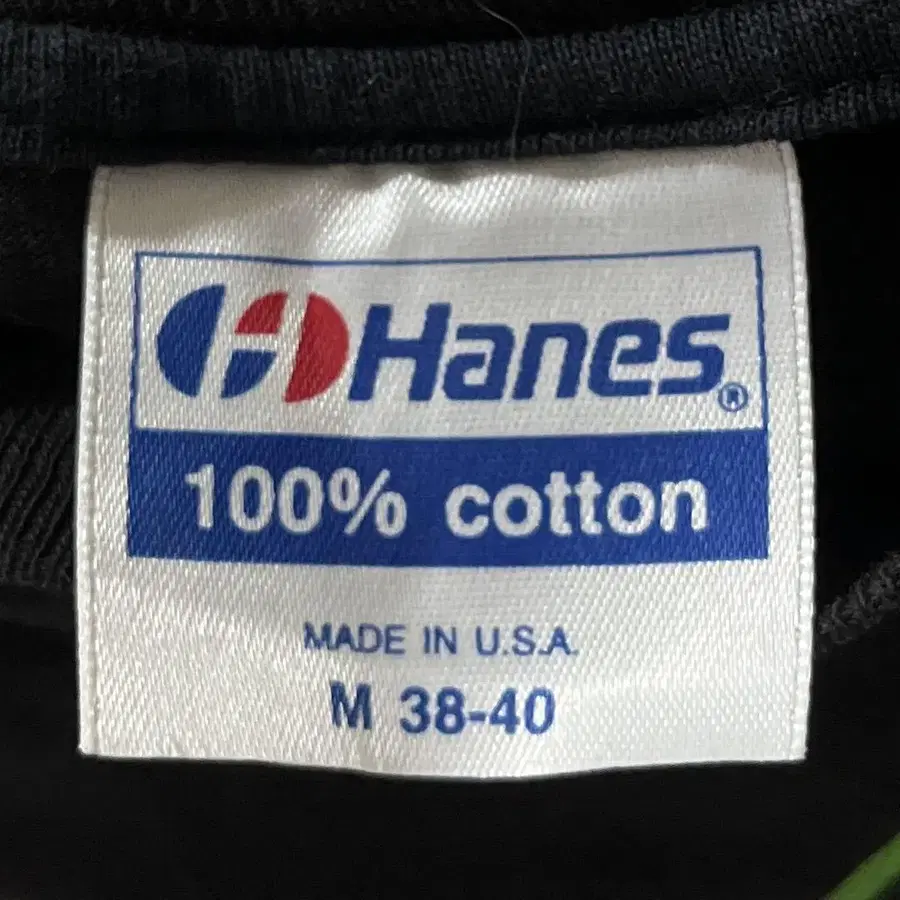 Hanes®
100% cotton
MADE IN U.S.A.
M 38-40